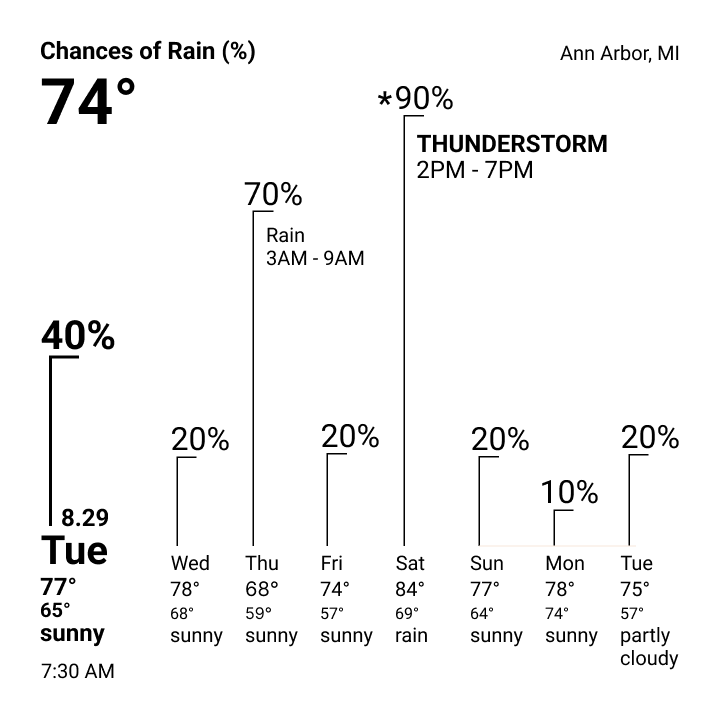 Chances of Rain (%)
Ann Arbor, MI
74°
*90%
THUNDERSTORM
2PM - 7PM
70%
Rain
3AM - 9AM
40%
20%
20%
20%
10%
20%
8.29
Tue
77°
65°
sunny
7:30 AM
Wed
78°
68°
sunny
Thu
68°
59°
sunny
Fri
74°
57°
sunny
Sat
84°
69°
rain
Sun
77°
64°
sunny
Mon
78°
74°
sunny
Tue
75°
57°
partly
cloudy